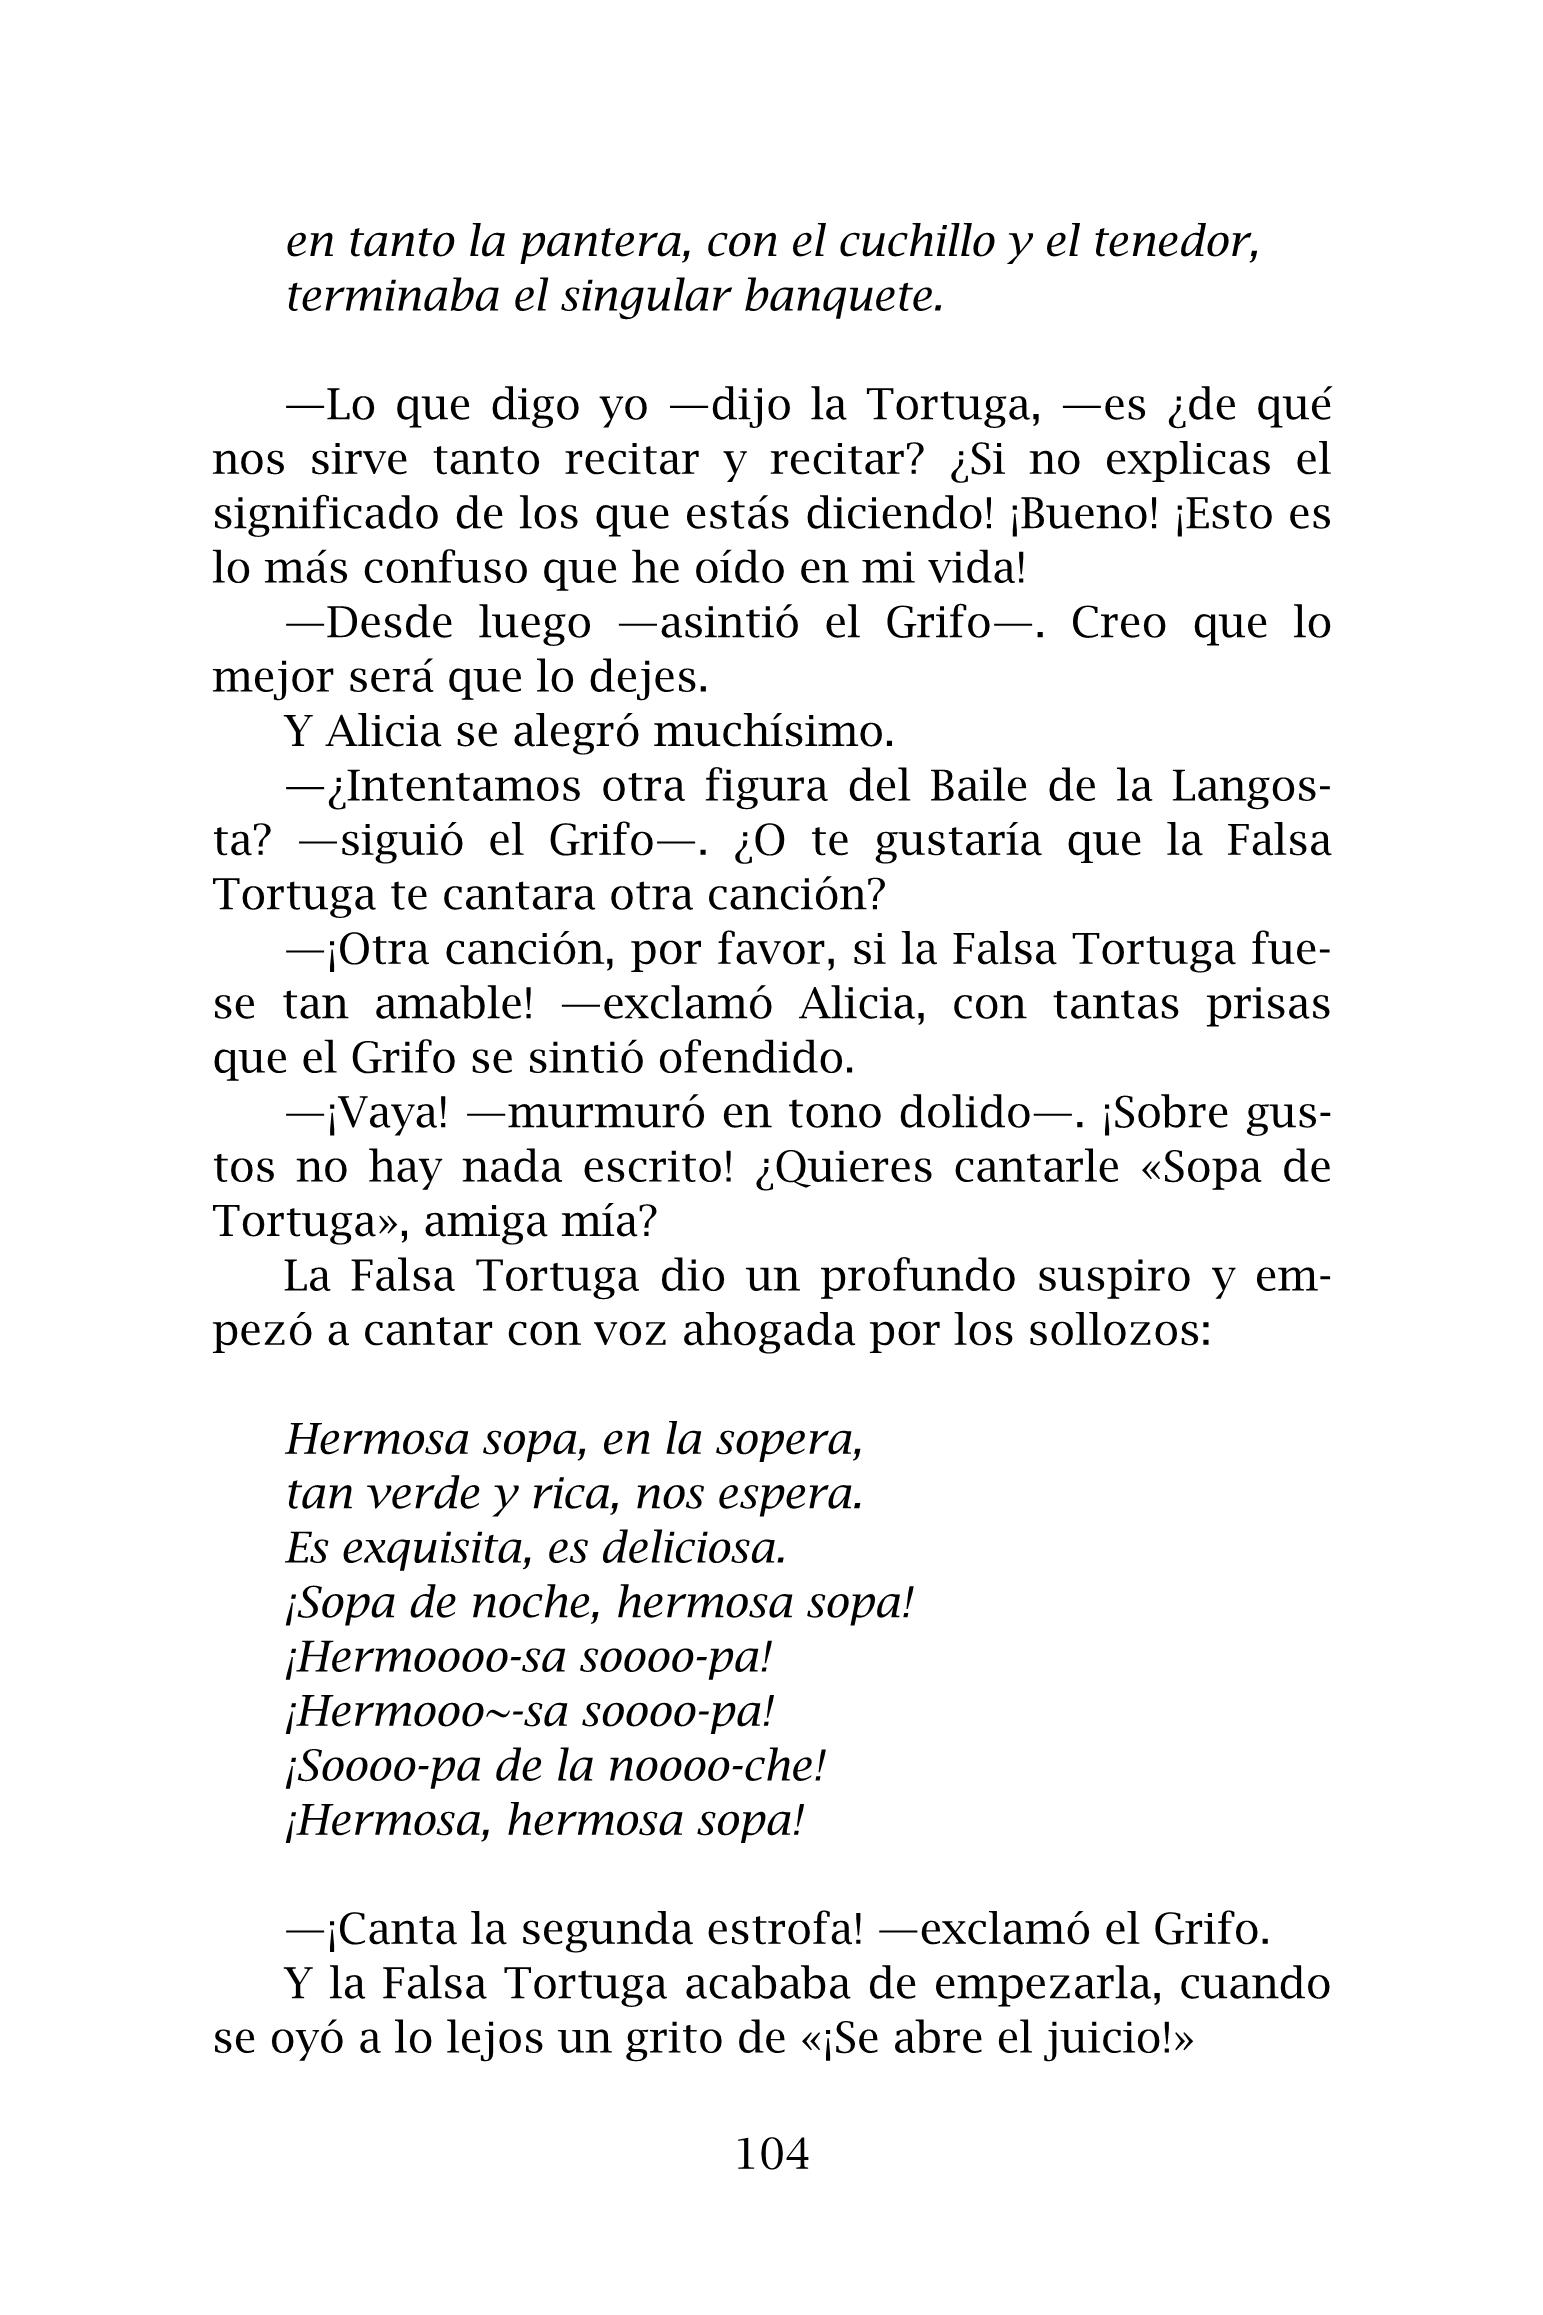 en tanto la pantera, con el cuchillo y el tenedor,
terminaba el singular banquete.
—Lo que digo yo —dijo la Tortuga, —es ¿de qué
nos sirve tanto recitar y recitar? ¿Si no explicas el
significado de los que estás diciendo! ¡Bueno! ¡Esto es
lo más confuso que he oído en mi vida!
—Desde luego —asintió el Grifo—. Creo que lo
mejor será que lo dejes.
Y Alicia se alegró muchísimo.
—¿Intentamos otra figura del Baile de la Langos-
ta? —siguió el Grifo—. ¿O te gustaría que la Falsa
Tortuga te cantara otra canción?
—¡Otra canción, por favor, si la Falsa Tortuga fue-
se tan amable! —exclamó Alicia, con tantas prisas
que el Grifo se sintió ofendido.
—¡Vaya! —murmuró en tono dolido—. ¡Sobre gus-
tos no hay nada escrito! ¿Quieres cantarle «Sopa de
Tortuga», amiga mía?
La Falsa Tortuga dio un profundo suspiro y em-
pezó a cantar con voz ahogada por los sollozos:
Hermosa sopa, en la sopera,
tan verde y rica, nos espera.
Es exquisita, es deliciosa.
¡Sopa de noche, hermosa sopa!
¡Hermoooo-sa soooo-pa!
¡Hermooo~-sa soooo-pa!
¡Soooo-pa de la noooo-che!
¡Hermosa, hermosa sopa!
—¡Canta la segunda estrofa! —exclamó el Grifo.
Y la Falsa Tortuga acababa de empezarla, cuando
se oyó a lo lejos un grito de «¡Se abre el juicio!»
104